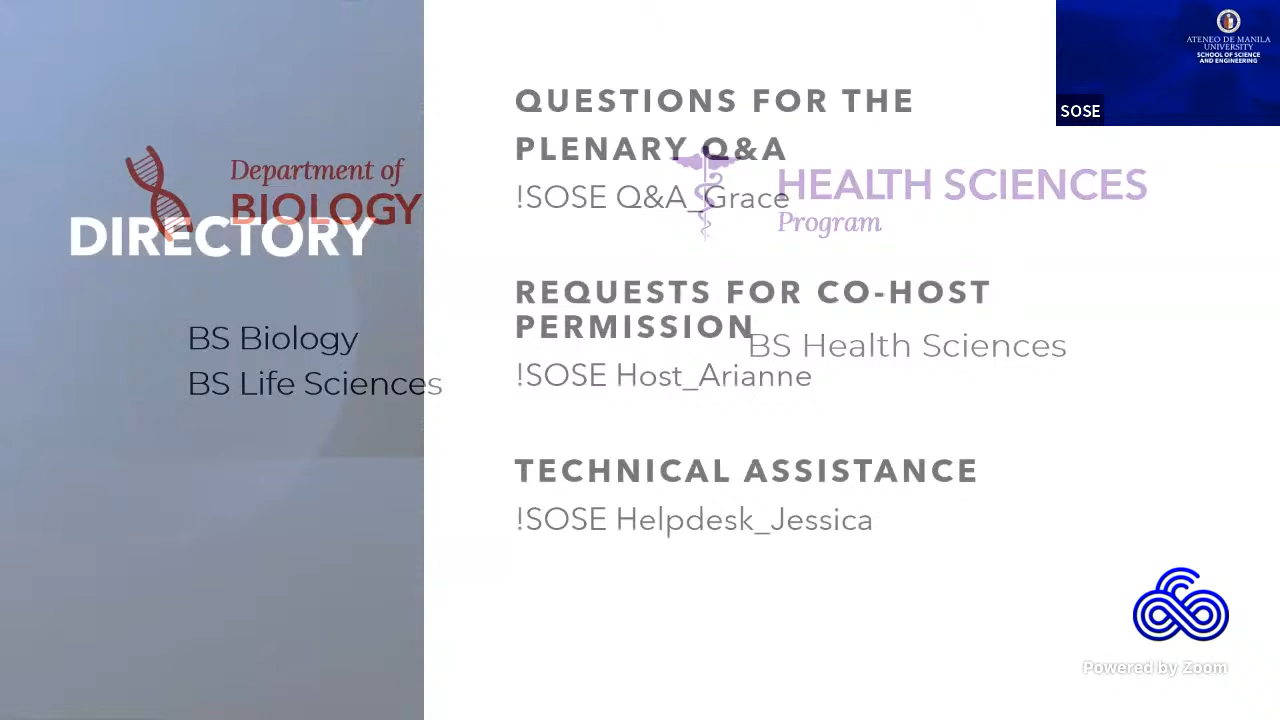 QUESTIONS FOR THE
PLENARY Q&A
!SOSE Q&A_Grace
ATENEO DE MANILA
UNIVERSITY
SCHOOL OF SCIENCE
AND ENGINEERING
SOSE
Department of
BIOLOGY
DIRECTORY
HEALTH SCIENCES
Program
REQUESTS FOR CO-HOST
PERMISSION
!SOSE Host_Arianne
BS Biology
BS Life Sciences
BS Health Sciences
TECHNICAL ASSISTANCE
!SOSE Helpdesk_Jessica
Powered by Zoom